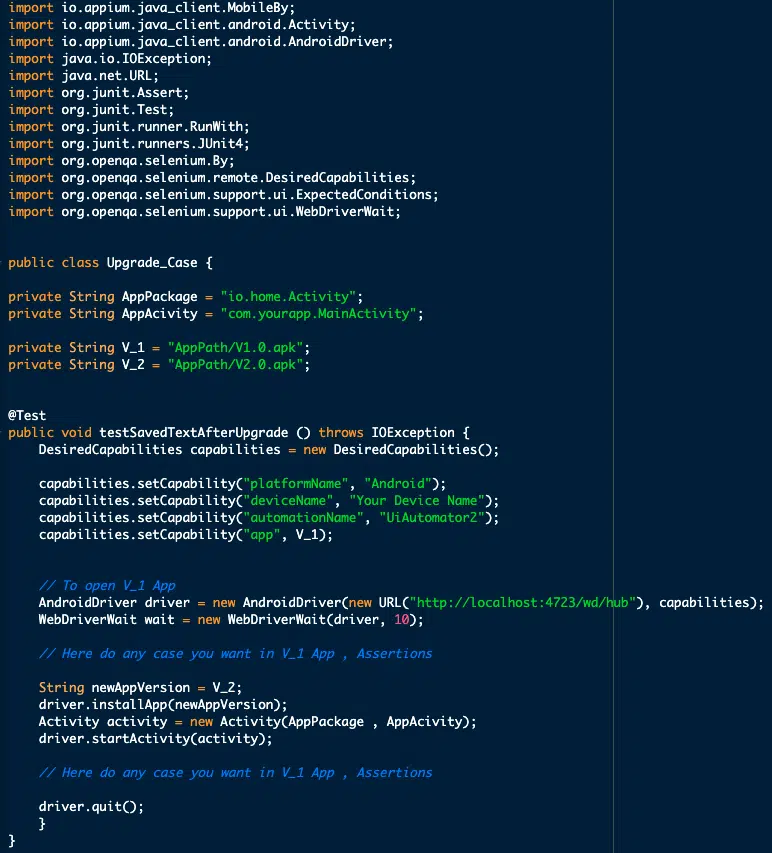 import io.appium.java_client.MobileBy;
import io.appium.java_client.android.Activity;
import io.appium.java_client.android.AndroidDriver;
import java.io.IOException;
import java.net.URL;
import org.junit.Assert;
import org.junit.Test;
import org.junit.runner.RunWith;
import org.junit.runners.JUnit4;
import org.openqa.selenium.By;
import org.openqa.selenium.remote.DesiredCapabilities;
import org.openqa.selenium.support.ui.ExpectedConditions;
import org.openqa.selenium.support.ui.WebDriverWait;
public class Upgrade_Case {
private String AppPackage = "io.home.Activity";
private String AppAcivity = "com.yourapp.MainActivity";
private String V_1 = "AppPath/V1.0.apk";
private String V_2 = "AppPath/V2.0.apk";
@Test
public void testSavedTextAfterUpgrade () throws IOException {
DesiredCapabilities capabilities = new DesiredCapabilities();
capabilities.setCapability("platformName", "Android");
capabilities.setCapability("deviceName", "Your Device Name");
capabilities.setCapability("automationName", "UiAutomator2");
capabilities.setCapability("app", V_1);
// To open V_1 App
AndroidDriver driver = new AndroidDriver(new URL("http://localhost:4723/wd/hub"), capabilities);
WebDriverWait wait = new WebDriverWait(driver, 10);
// Here do any case you want in V_1 App , Assertions
String newAppVersion = V_2;
driver.installApp(newAppVersion);
Activity activity = new Activity(AppPackage , AppAcivity);
driver.startActivity(activity);
// Here do any case you want in V_1 App , Assertions
driver.quit();
}
}